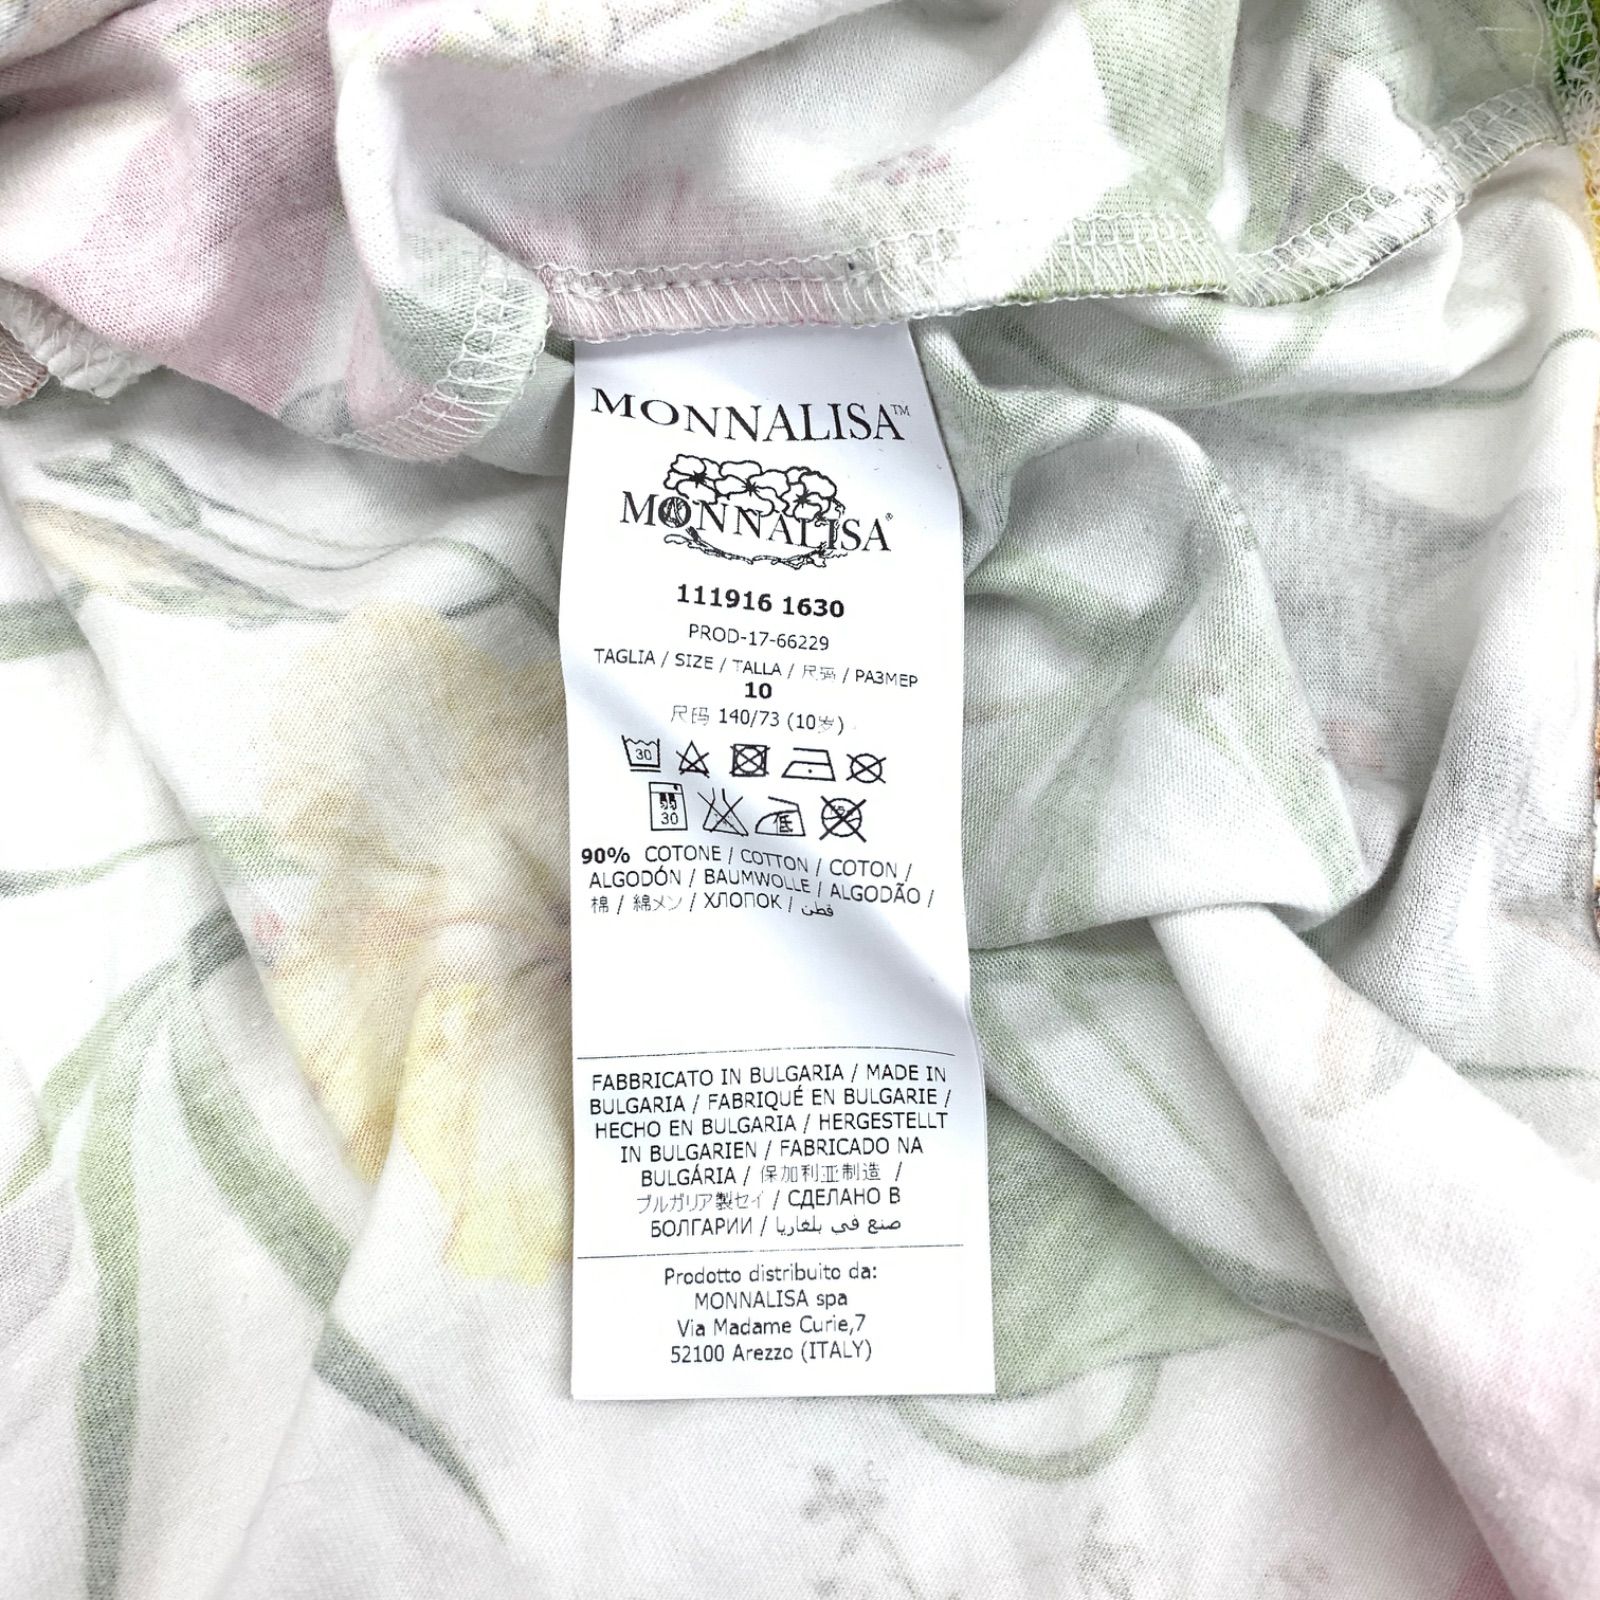 MONNALISA™
MONNALISA®
111916 1630
PROD-17-66229
TAGLIA / SIZE / TALLA / 尺码 / РАЗМЕР
10
尺码 140/73 (10岁)
30
30 低
90% COTONE / COTTON / COTON /
ALGODÓN / BAUMWOLLE / ALGODÃO /
棉 / 綿メン / ХЛОПОК / قطن
FABBRICATO IN BULGARIA / MADE IN
BULGARIA / FABRIQUÉ EN BULGARIE /
HECHO EN BULGARIA / HERGESTELLT
IN BULGARIEN / FABRICADO NA
BULGÁRIA / 保加利亚制造 /
ブルガリア製セイ / СДЕЛАНО В
БОЛГАРИИ / صنع في بلغاريا
Prodotto distribuito da:
MONNALISA spa
Via Madame Curie,7
52100 Arezzo (ITALY)